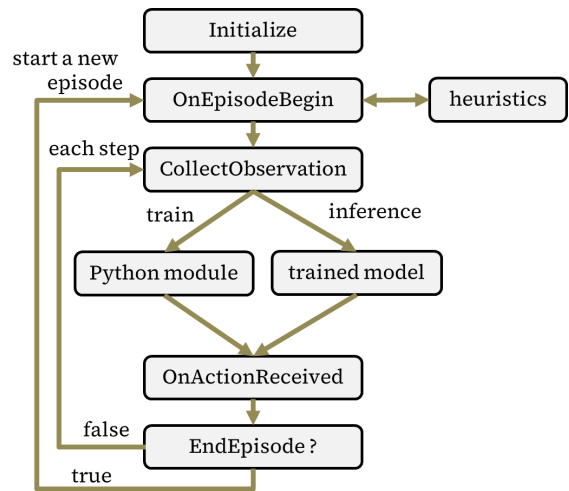 Initialize
start a new
episode
OnEpisodeBegin
heuristics
each step
CollectObservation
train
inference
Python module
trained model
OnActionReceived
false
EndEpisode ?
true